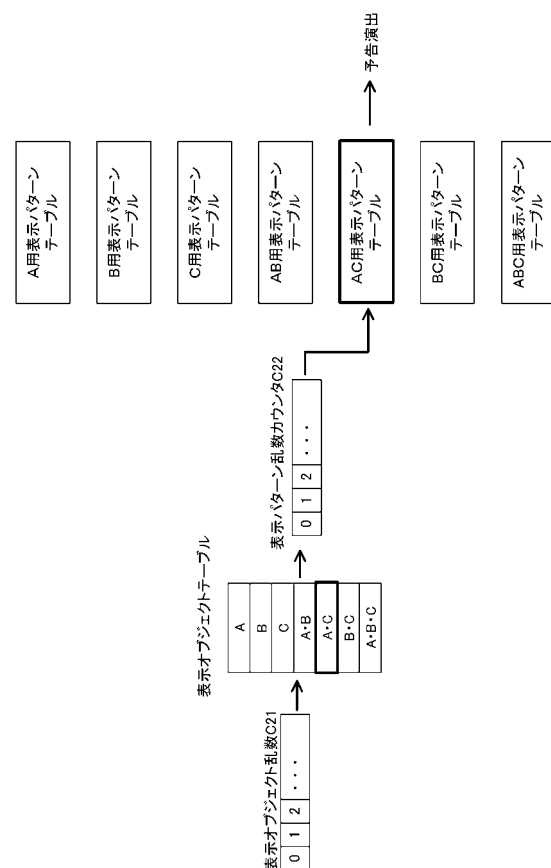 表示オブジェクト乱数C21
0 1 2 ・・・
表示オブジェクトテーブル
A
B
C
A・B
A・C
B・C
A・B・C
表示パターン乱数カウンタC22
0 1 2 ・・・
A用表示パターン
テーブル
B用表示パターン
テーブル
C用表示パターン
テーブル
AB用表示パターン
テーブル
AC用表示パターン
テーブル
BC用表示パターン
テーブル
ABC用表示パターン
テーブル
予告演出